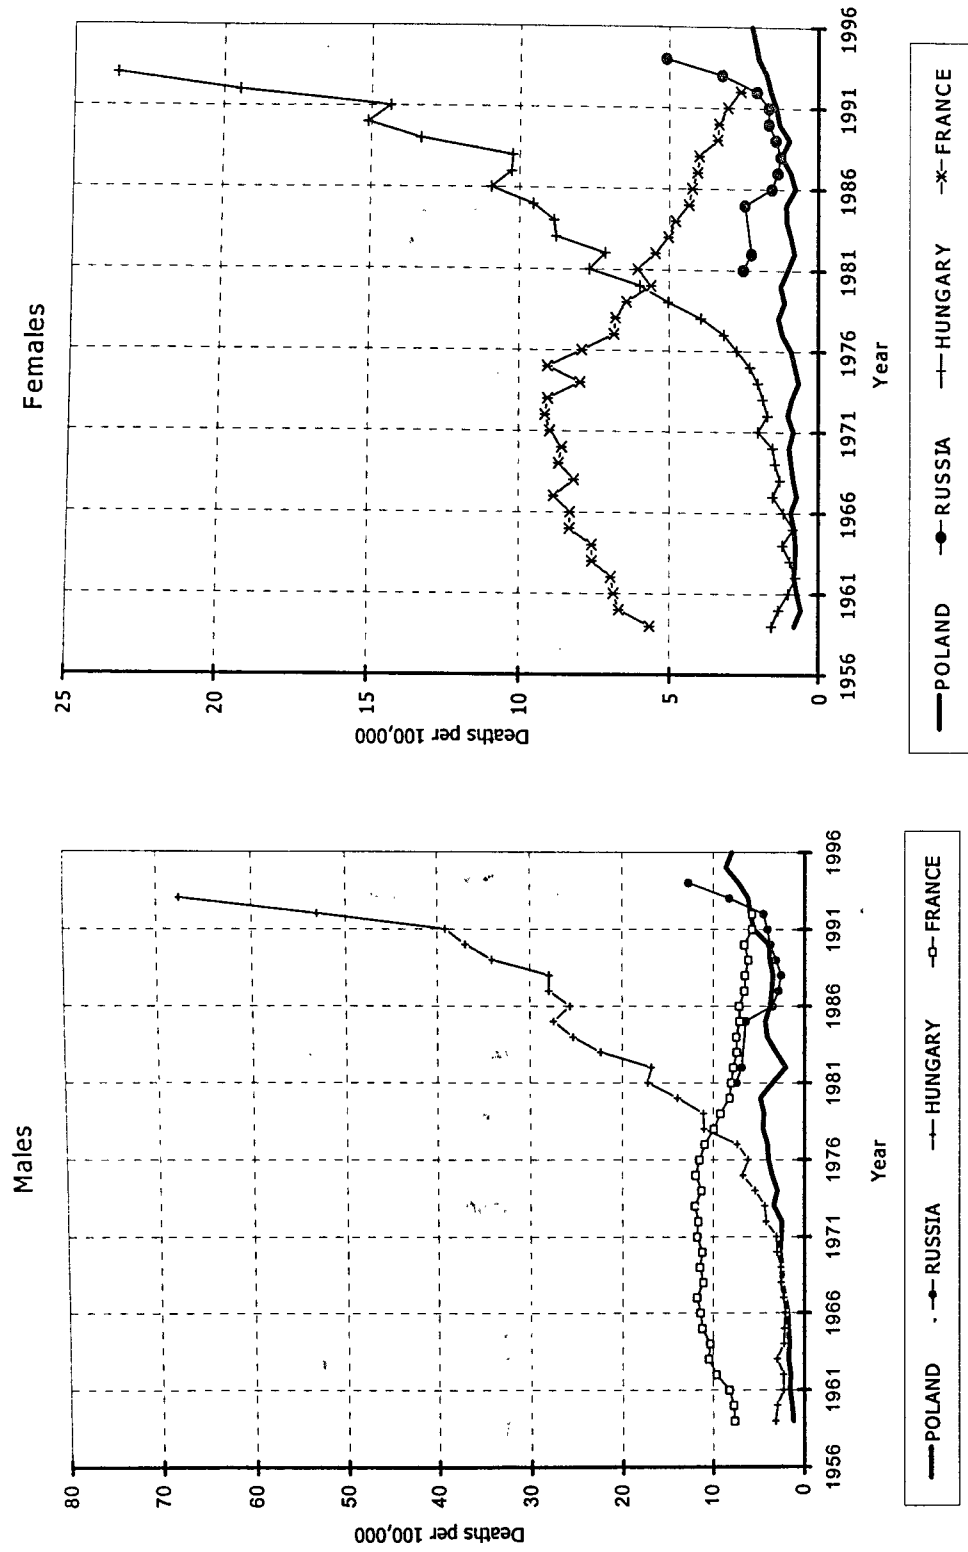 Males
Deaths per 100,000
80
70
60
50
40
30
20
10
0
1956 1961 1966 1971 1976 1981 1986 1991 1996
Year
POLAND RUSSIA HUNGARY FRANCE
Females
Deaths per 100,000
25
20
15
10
5
0
1956 1961 1966 1971 1976 1981 1986 1991 1996
Year
POLAND RUSSIA HUNGARY FRANCE